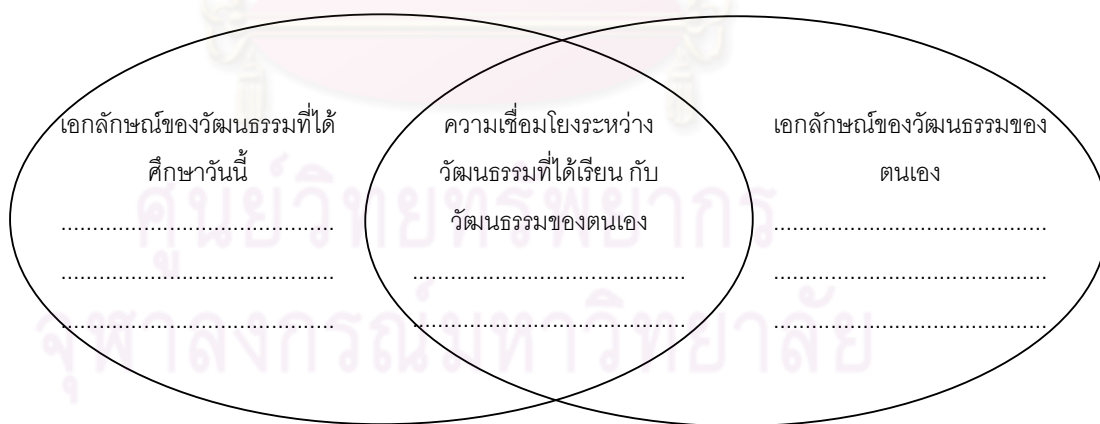 เอกลักษณ์ของวัฒนธรรมที่ได้
ศึกษาวันนี้
............................................
............................................
............................................
ความเชื่อมโยงระหว่าง
วัฒนธรรมที่ได้เรียน กับ
วัฒนธรรมของตนเอง
............................................
............................................
เอกลักษณ์ของวัฒนธรรมของ
ตนเอง
............................................
............................................
............................................
ศูนย์วิทยทรัพยากร
จุฬาลงกรณ์มหาวิทยาลัย